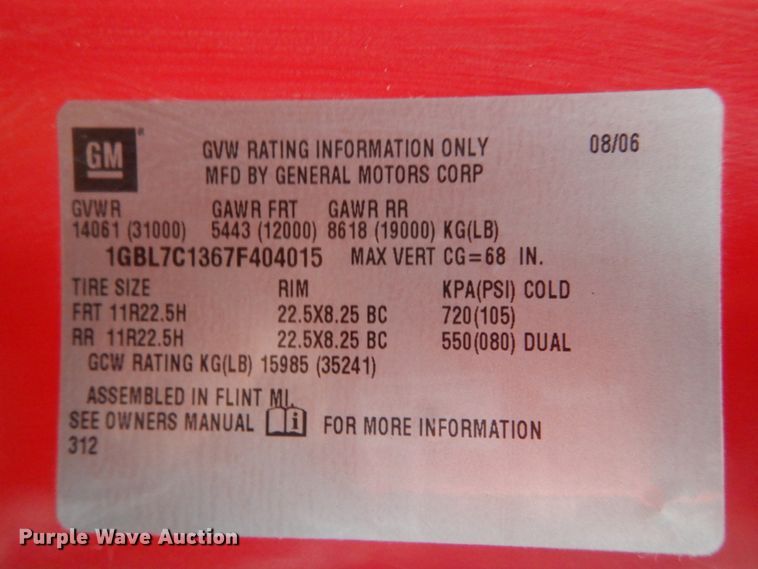 GM ® GVW RATING INFORMATION ONLY 08/06
MFD BY GENERAL MOTORS CORP
GVWR GAWR FRT GAWR RR
14061 (31000) 5443 (12000) 8618 (19000) KG(LB)
1GBL7C1367F404015 MAX VERT CG=68 IN.
TIRE SIZE RIM KPA(PSI) COLD
FRT 11R22.5H 22.5X8.25 BC 720(105)
RR 11R22.5H 22.5X8.25 BC 550(080) DUAL
GCW RATING KG(LB) 15985 (35241)
ASSEMBLED IN FLINT MI.
SEE OWNERS MANUAL i FOR MORE INFORMATION
312
Purple Wave Auction